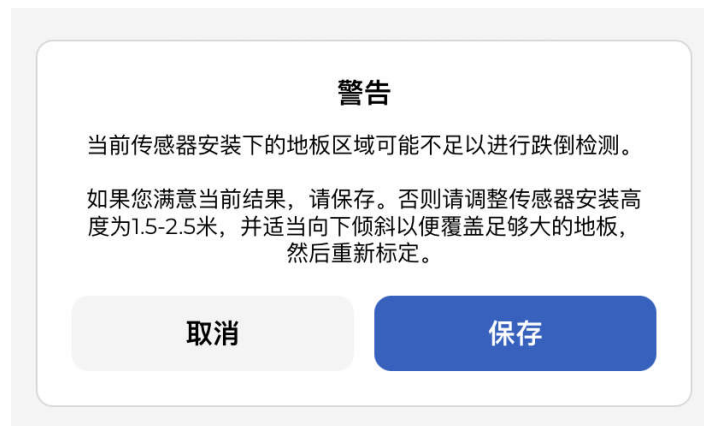 警告
当前传感器安装下的地板区域可能不足以进行跌倒检测。
如果您满意当前结果，请保存。否则请调整传感器安装高
度为1.5-2.5米，并适当向下倾斜以便覆盖足够大的地板，
然后重新标定。
取消
保存